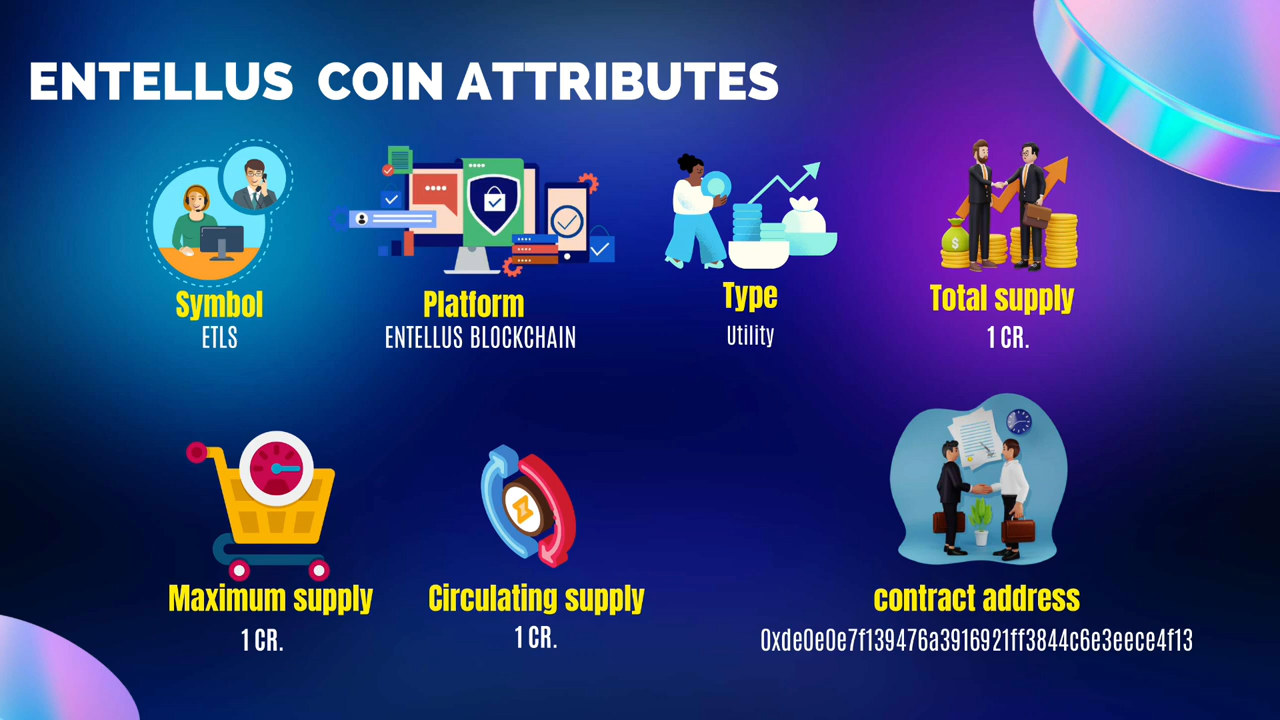 ENTELLUS COIN ATTRIBUTES
Symbol
ETLS
Platform
ENTELLUS BLOCKCHAIN
Type
Utility
Total supply
1 CR.
Maximum supply
1 CR.
Circulating supply
1 CR.
contract address
0xde0e0e7f139476a3916921ff3844c6e3eece4f13